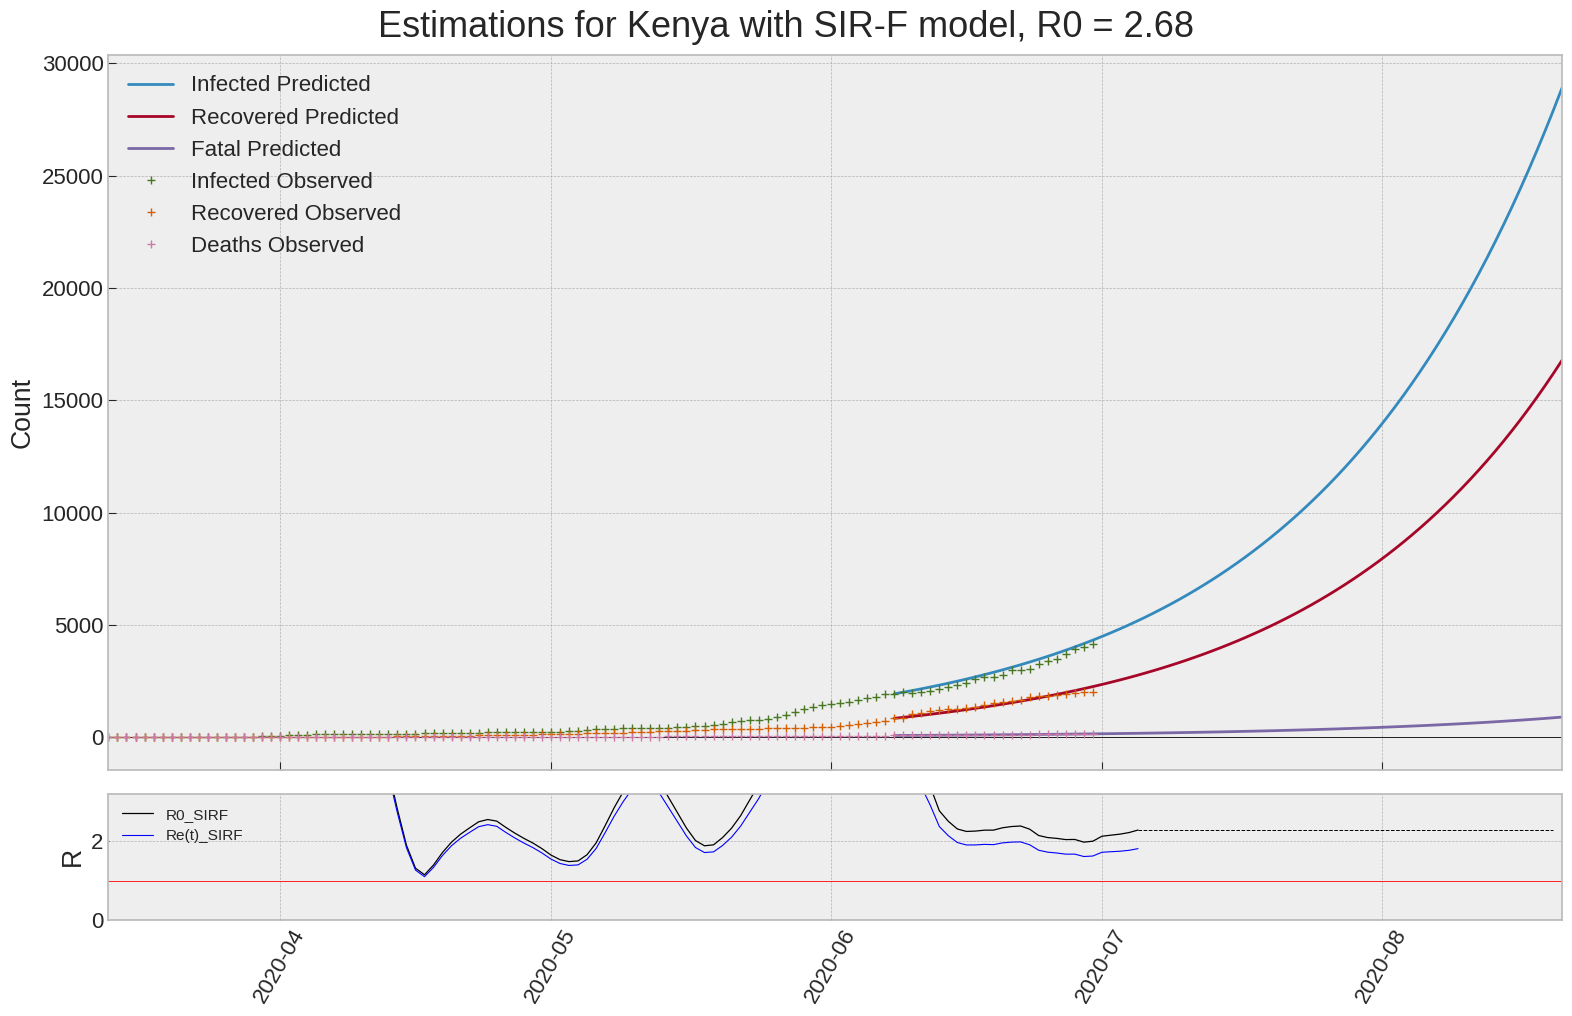 Estimations for Kenya with SIR-F model, R0 = 2.68
30000
25000
20000
15000
10000
5000
0
Count
Infected Predicted
Recovered Predicted
Fatal Predicted
Infected Observed
Recovered Observed
Deaths Observed
R0_SIRF
Re(t)_SIRF
2
0
R
2020-04
2020-05
2020-06
2020-07
2020-08